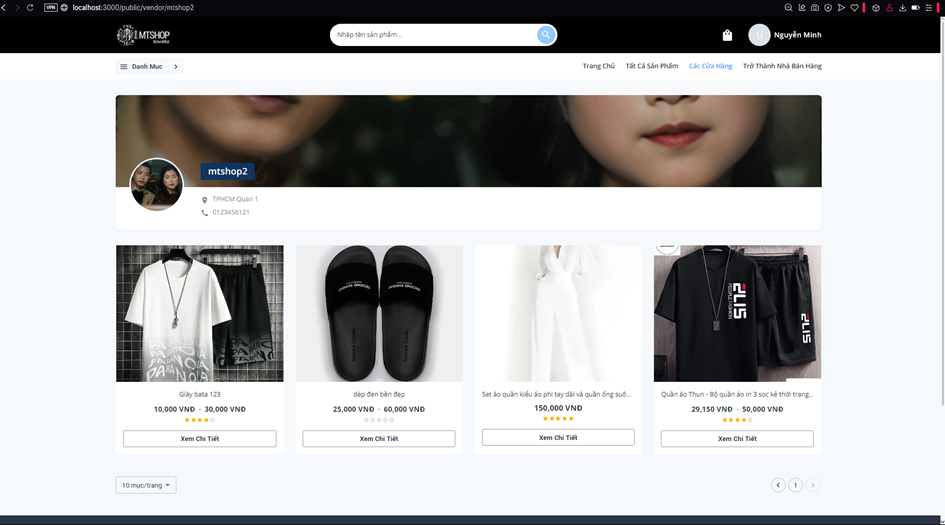 VPN
localhost:3000/public/vendor/mtshop2
MTSHOP
Nhập tên sản phẩm...
U
Nguyễn Minh
Danh Mục
Trang Chủ
Tất Cả Sản Phẩm
Các Cửa Hàng
Trở Thành Nhà Bán Hàng
mtshop2
TPHCM Quan 1
0123456121
Giày bata 123
10,000 VNĐ - 30,000 VNĐ
Xem Chi Tiết
dép đen bền đẹp
25,000 VNĐ - 60,000 VNĐ
Xem Chi Tiết
Set áo quần kiểu áo phi tay dài và quần ống suô...
150,000 VNĐ
Xem Chi Tiết
Quần áo Thun - Bộ quần áo in 3 sọc kẻ thời trang...
29,150 VNĐ - 50,000 VNĐ
Xem Chi Tiết
10 mục/trang
1